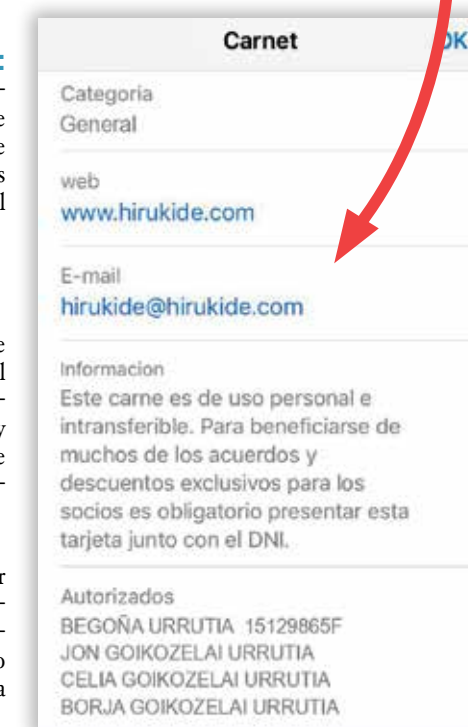 Carnet
OK
Categoria
General
web
www.hirukide.com
E-mail
hirukide@hirukide.com
Informacion
Este carne es de uso personal e
intransferible. Para beneficiarse de
muchos de los acuerdos y
descuentos exclusivos para los
socios es obligatorio presentar esta
tarjeta junto con el DNI.
Autorizados
BEGOÑA URRUTIA 15129865F
JON GOIKOZELAI URRUTIA
CELIA GOIKOZELAI URRUTIA
BORJA GOIKOZELAI URRUTIA